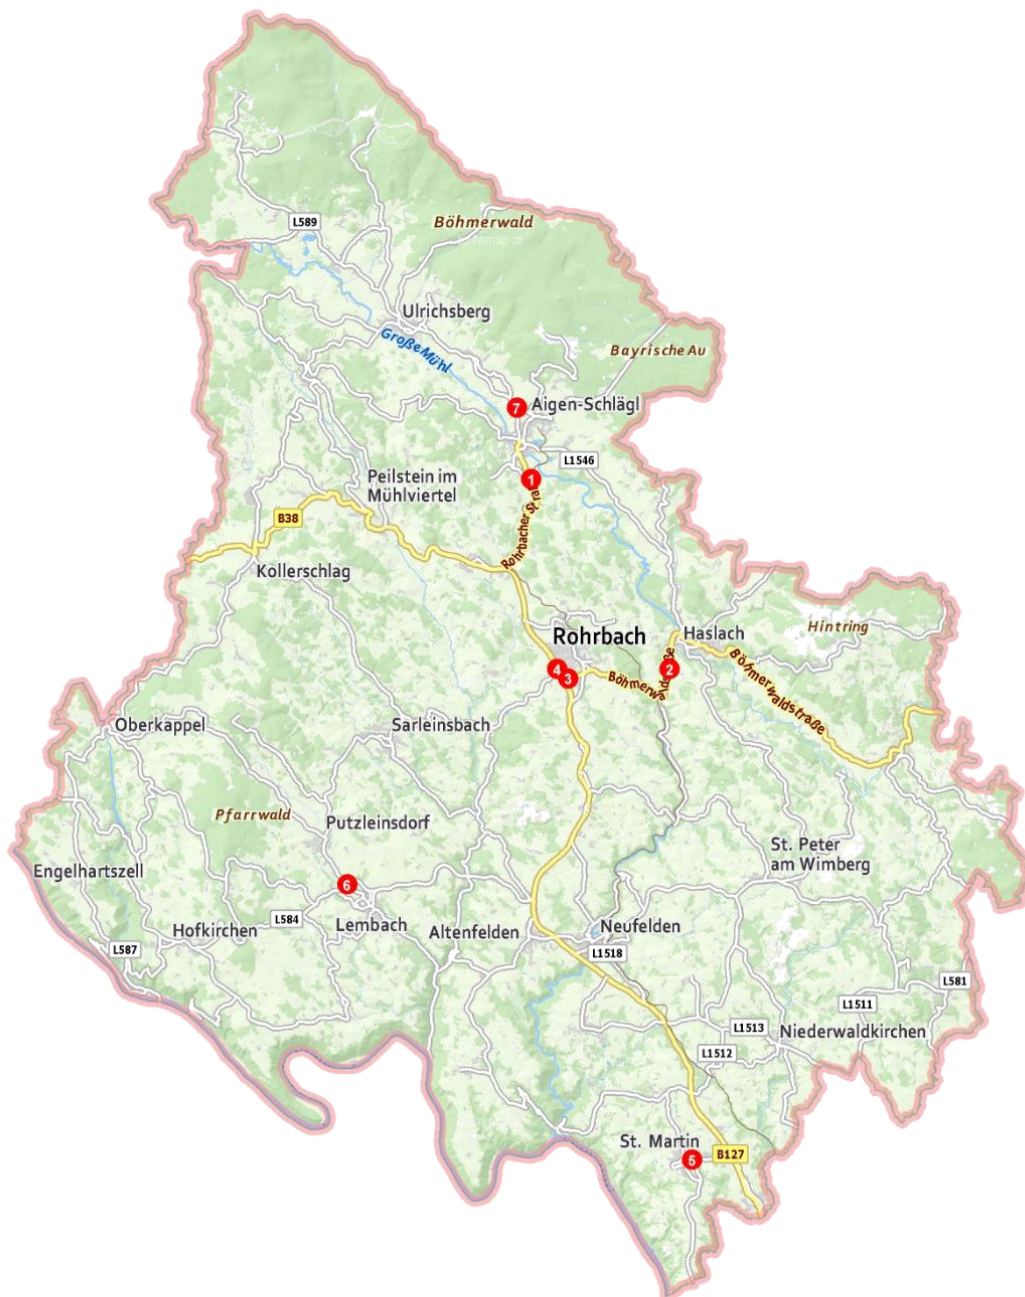 L589
Böhmerwald
Ulrichsberg
Große Mühl
Bayrische Au
7
Aigen-Schlägl
L1546
1
Peilstein im
Mühlviertel
B38
Rohrbacher Stra
Kollerschlag
Rohrbach
Haslach
Hintring
4
3
2
Böhmerwaldstraße
Böhmerwaldstraße
Oberkappel
Sarleinsbach
Pfarrwald
Putzleinsdorf
St. Peter
am Wimberg
Engelhartszell
6
L584
Lembach
Hofkirchen
Altenfelden
Neufelden
L587
L1518
L581
L1511
L1513
Niederwaldkirchen
L1512
St. Martin
5
B127